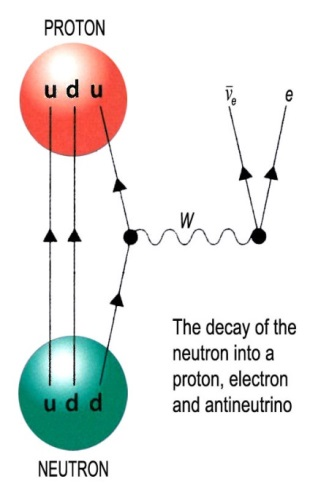 PROTON
u d u
ν̄e e
W
The decay of the
neutron into a
proton, electron
and antineutrino
u d d
NEUTRON